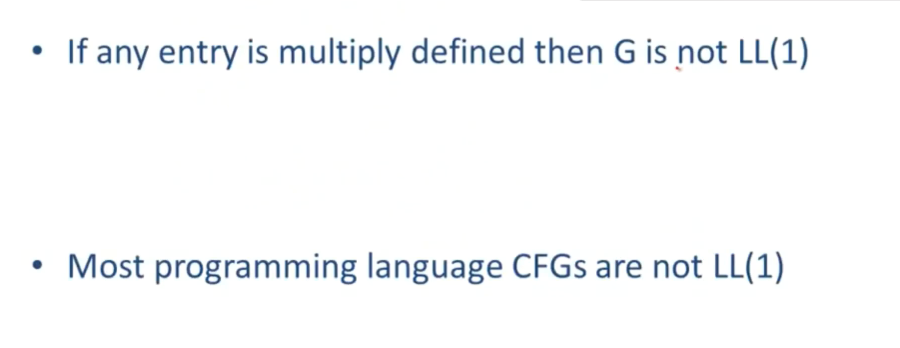 • If any entry is multiply defined then G is not LL(1)
• Most programming language CFGs are not LL(1)